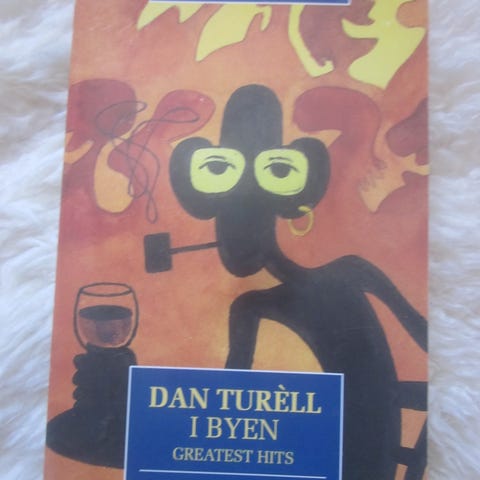 DAN TURÈLL
I BYEN
GREATEST HITS